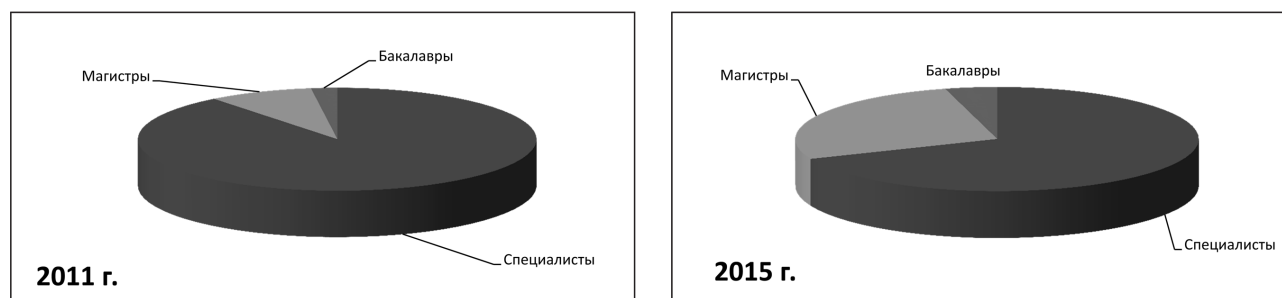 Бакалавры
Магистры
Специалисты
2011 г.
Бакалавры
Магистры
Специалисты
2015 г.